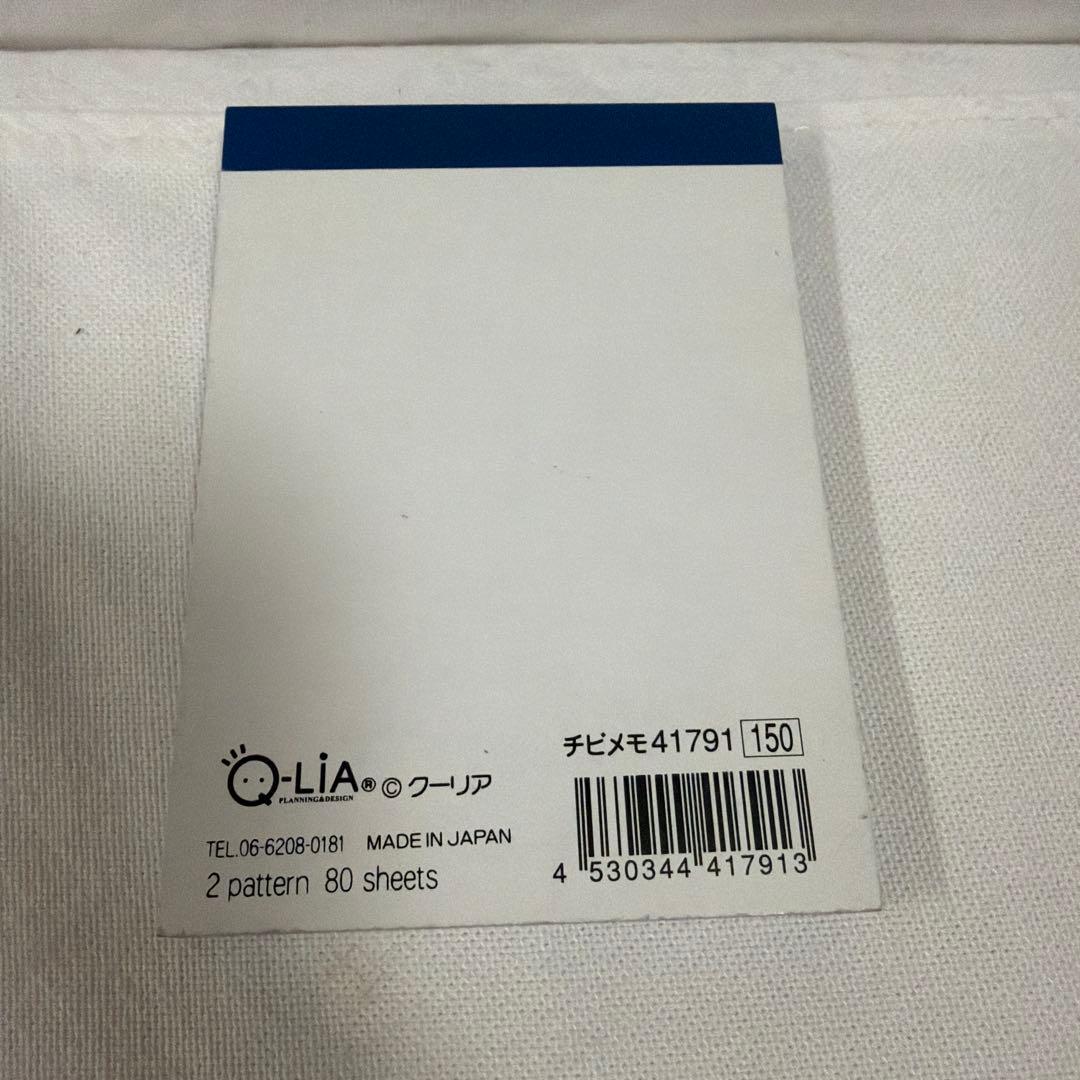 チビメモ41791 150
Q-LiA® © クーリア
PLANNING&DESIGN
TEL.06-6208-0181 MADE IN JAPAN
2 pattern 80 sheets
4 530344 417913